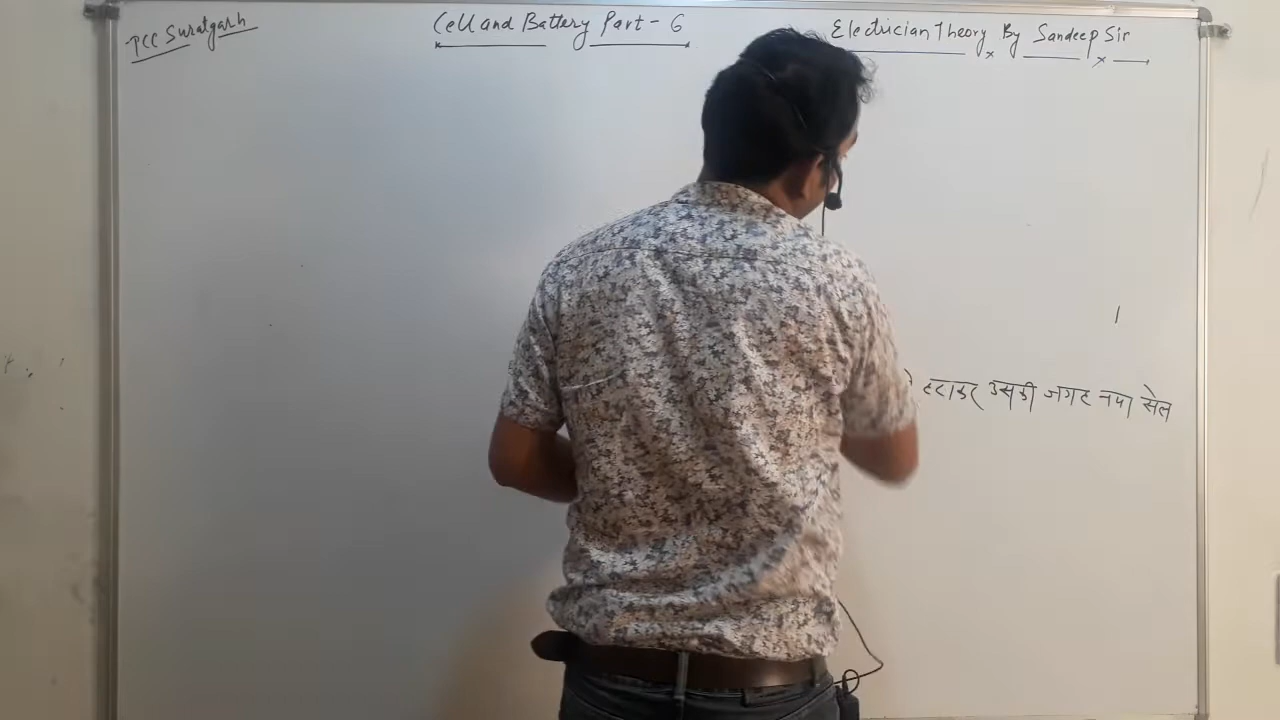 PCC Suratgarh
Cell and Battery Part - 6
Electrician Theory By Sandeep Sir
हटाकर उसकी जगह नया सेल